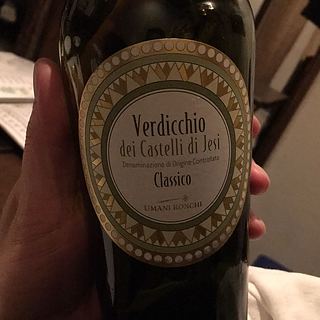 Verdicchio
dei Castelli di Jesi
Denominazione di Origine Controllata
Classico
UMANI RONCHI